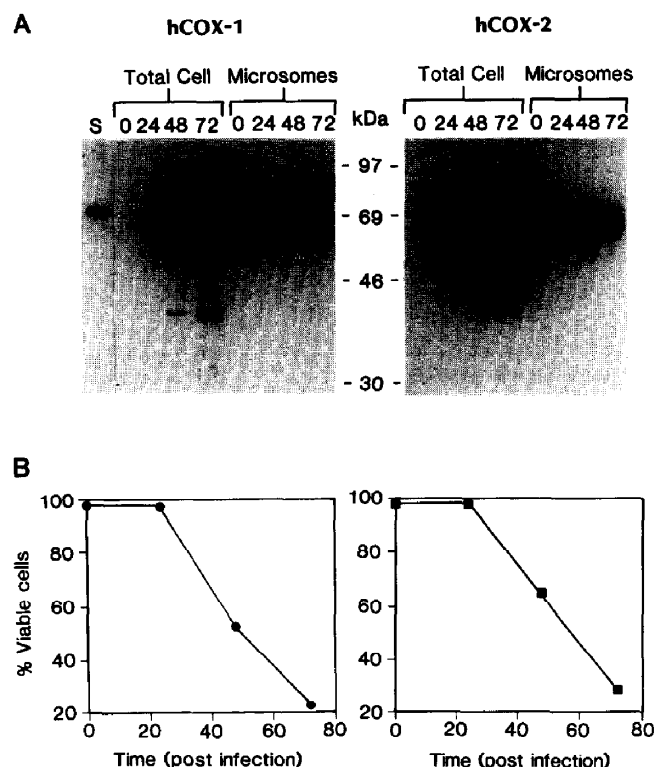 A
hCOX-1
hCOX-2
Total Cell Microsomes
Total Cell Microsomes
S 0 24 48 72 0 24 48 72 kDa 0 24 48 72 0 24 48 72
- 97 -
- 69 -
- 46 -
- 30 -
B
100
80
60
40
20
% Viable cells
0 20 40 60 80
Time (post infection)
100
80
60
40
20
0 20 40 60 80
Time (post infection)